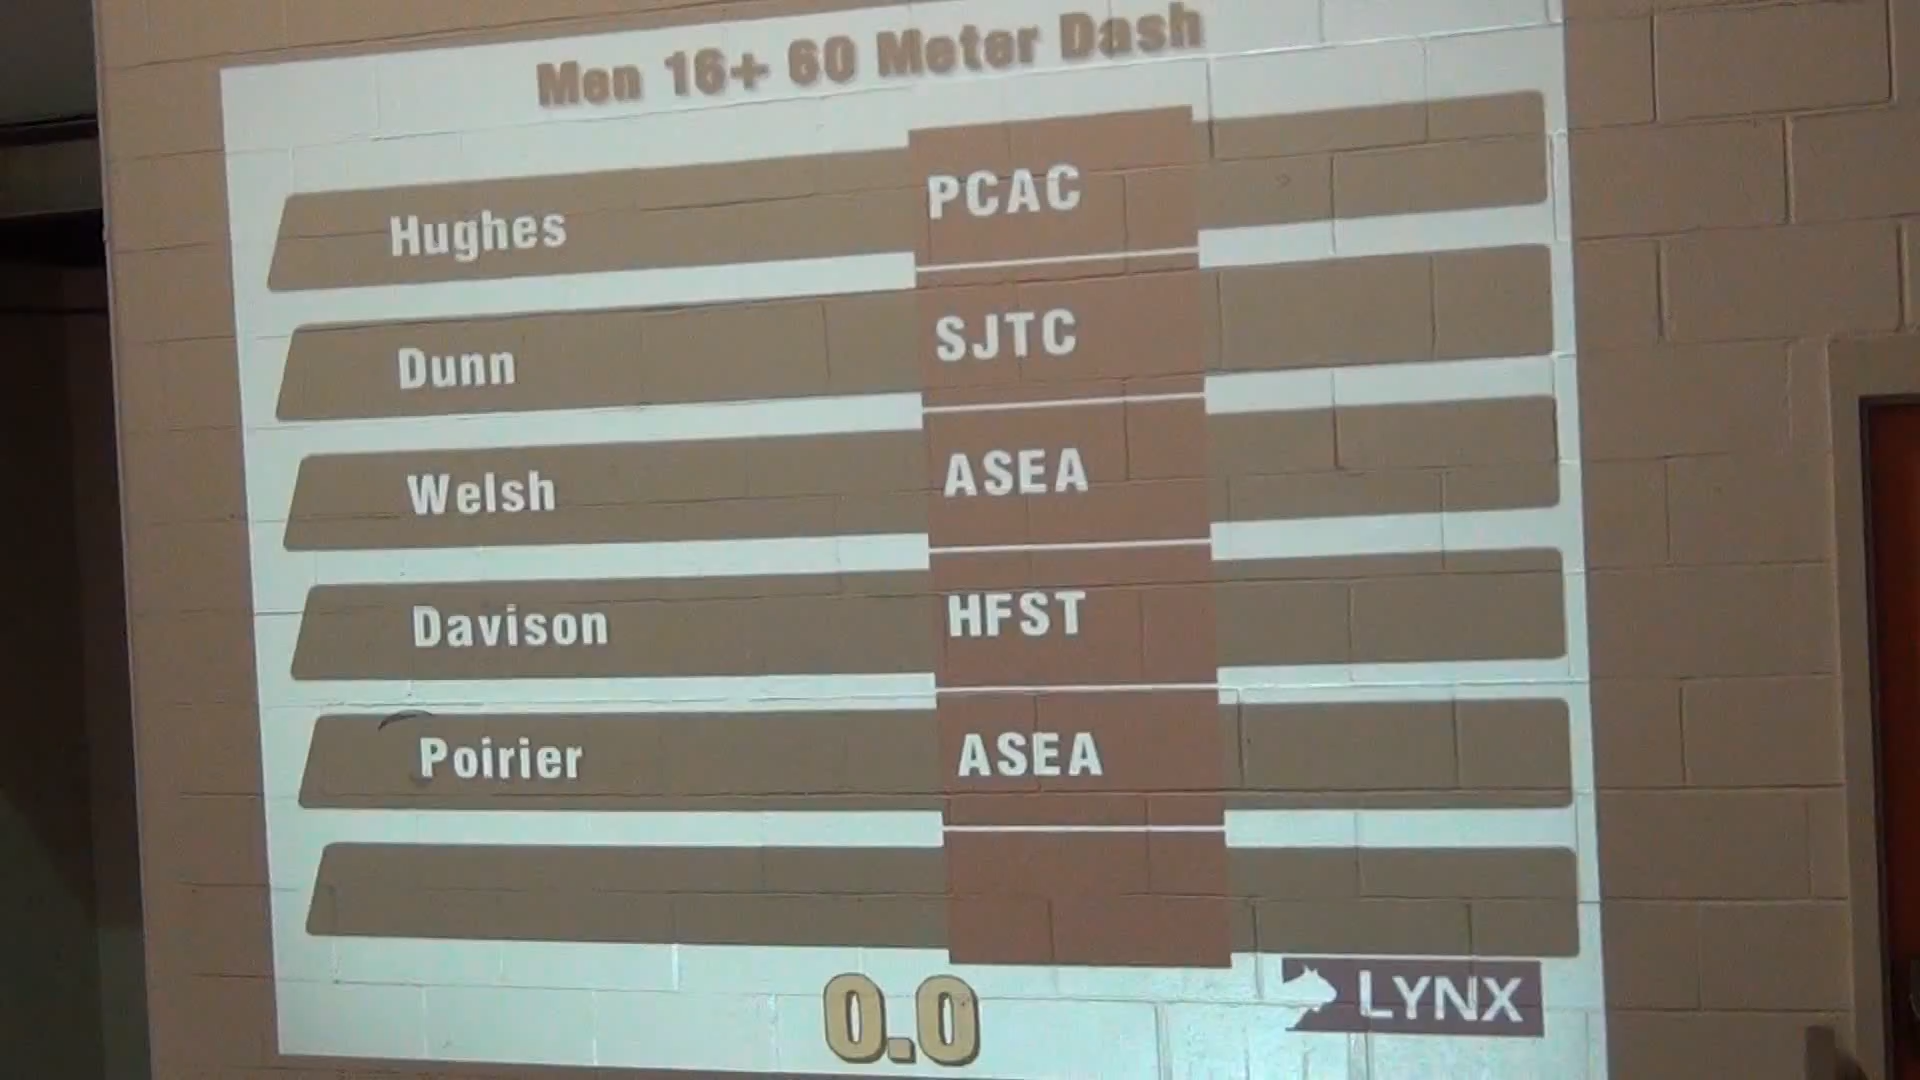 Men 16+ 60 Meter Dash
Hughes PCAC
Dunn SJTC
Welsh ASEA
Davison HFST
Poirier ASEA
0.0
LYNX